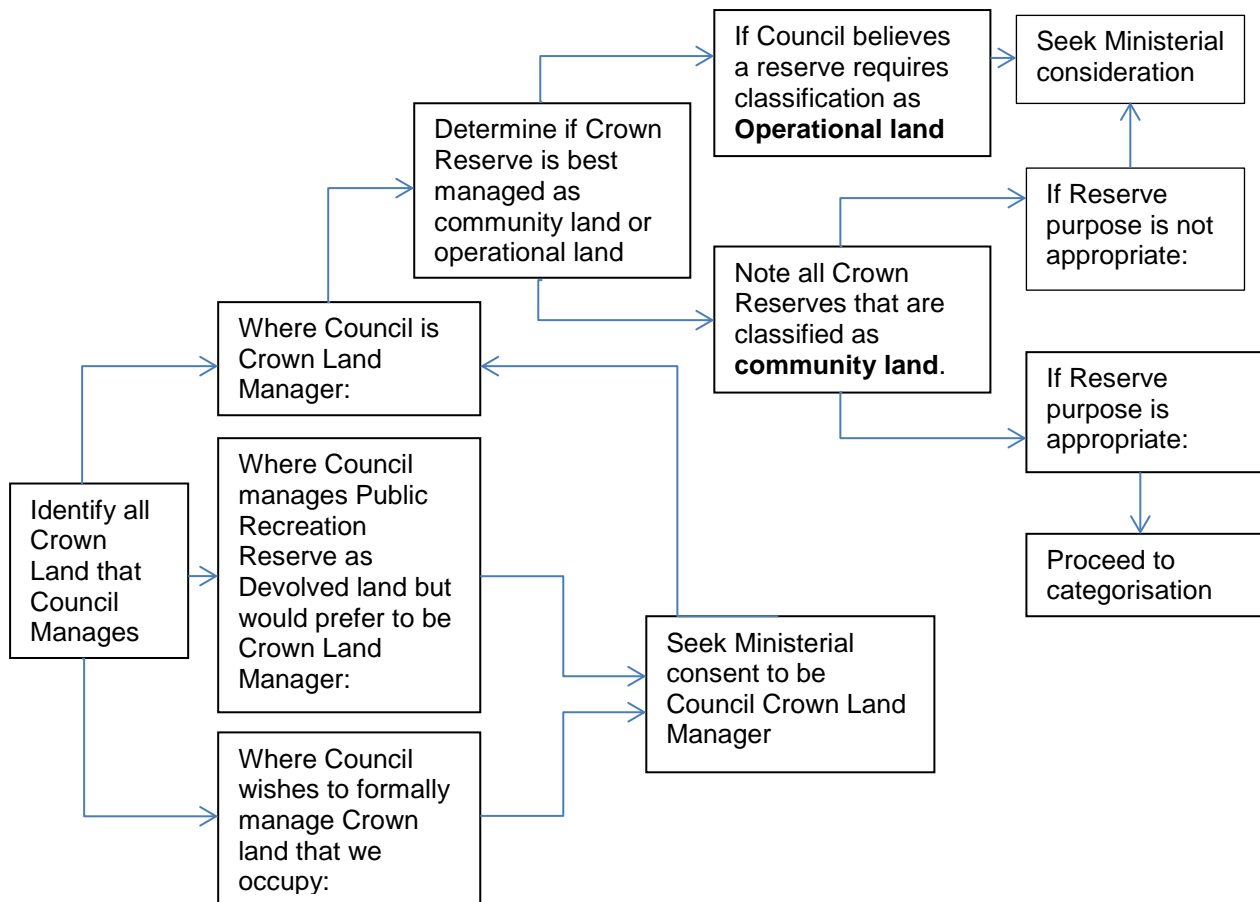 If Council believes
a reserve requires
classification as
Operational land
Seek Ministerial
consideration
Determine if Crown
Reserve is best
managed as
community land or
operational land
If Reserve
purpose is not
appropriate:
Note all Crown
Reserves that are
classified as
community land.
Where Council is
Crown Land
Manager:
If Reserve
purpose is
appropriate:
Where Council
manages Public
Recreation
Reserve as
Devolved land but
would prefer to be
Crown Land
Manager:
Identify all
Crown
Land that
Council
Manages
Proceed to
categorisation
Seek Ministerial
consent to be
Council Crown Land
Manager
Where Council
wishes to formally
manage Crown
land that we
occupy: